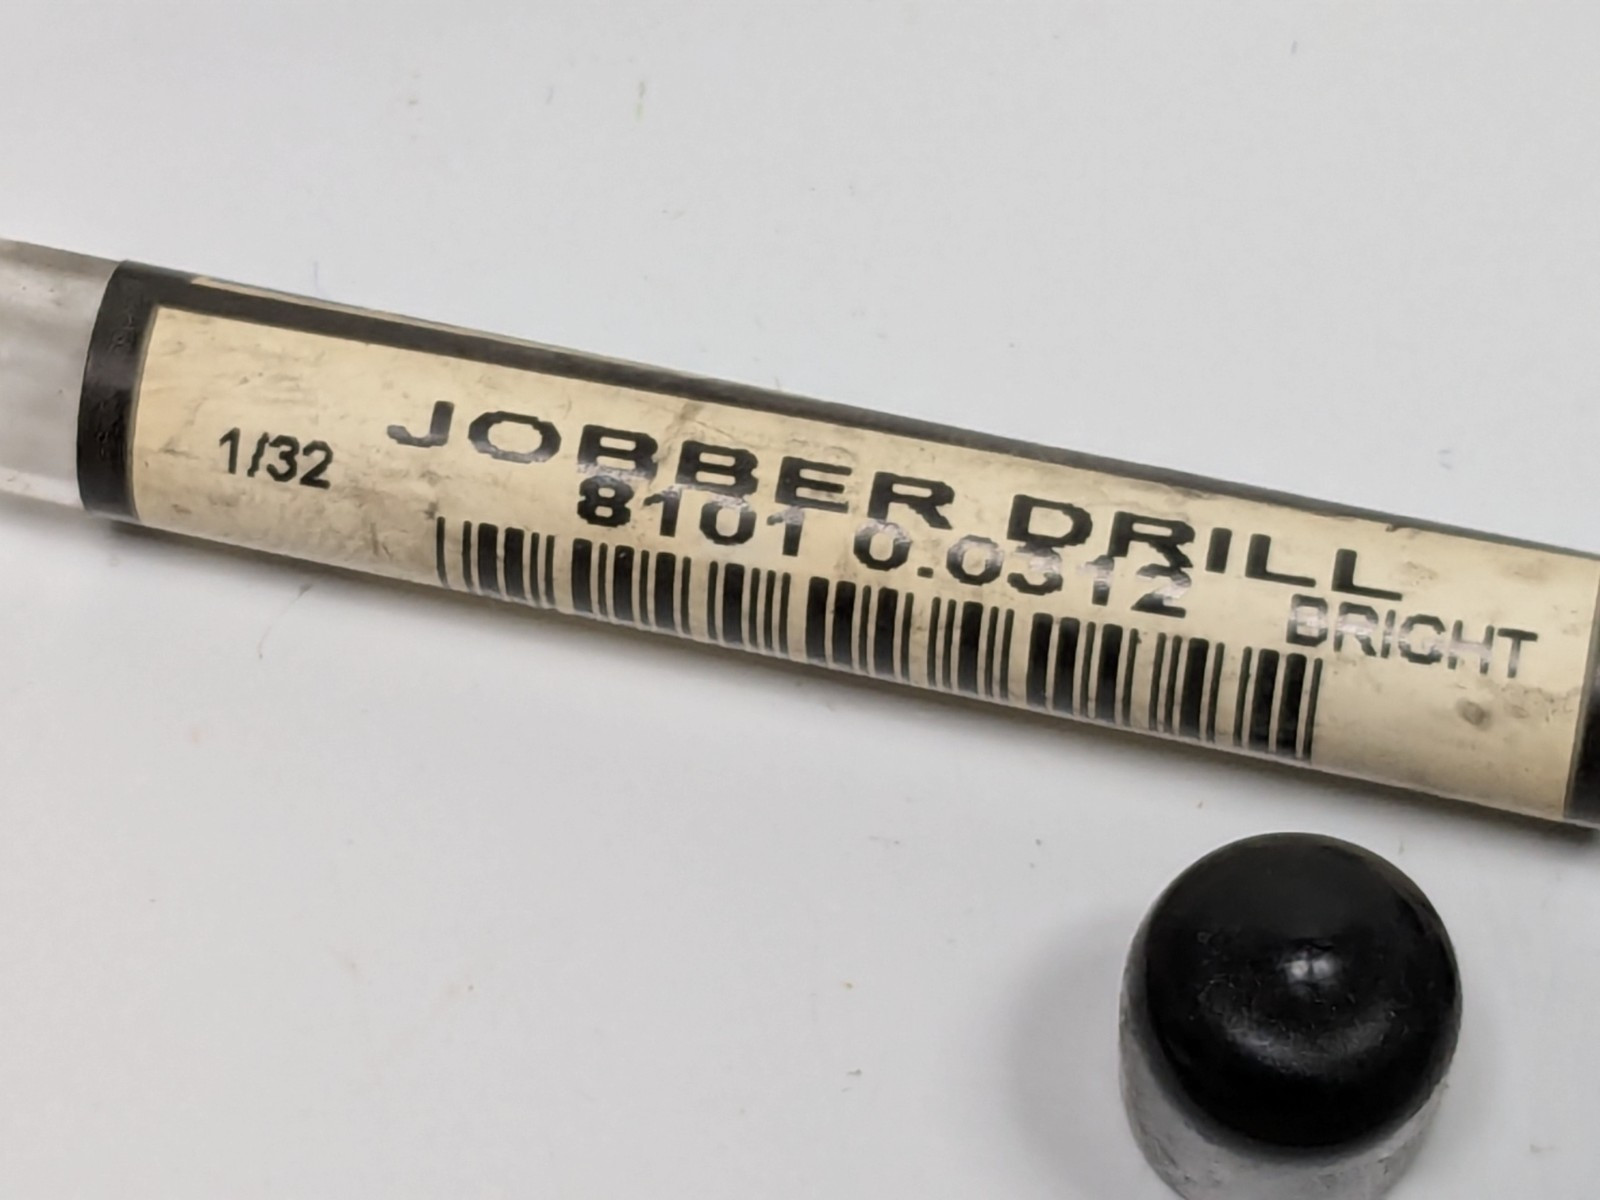 1/32
JOBBER DRILL
8101 0.0312
BRIGHT